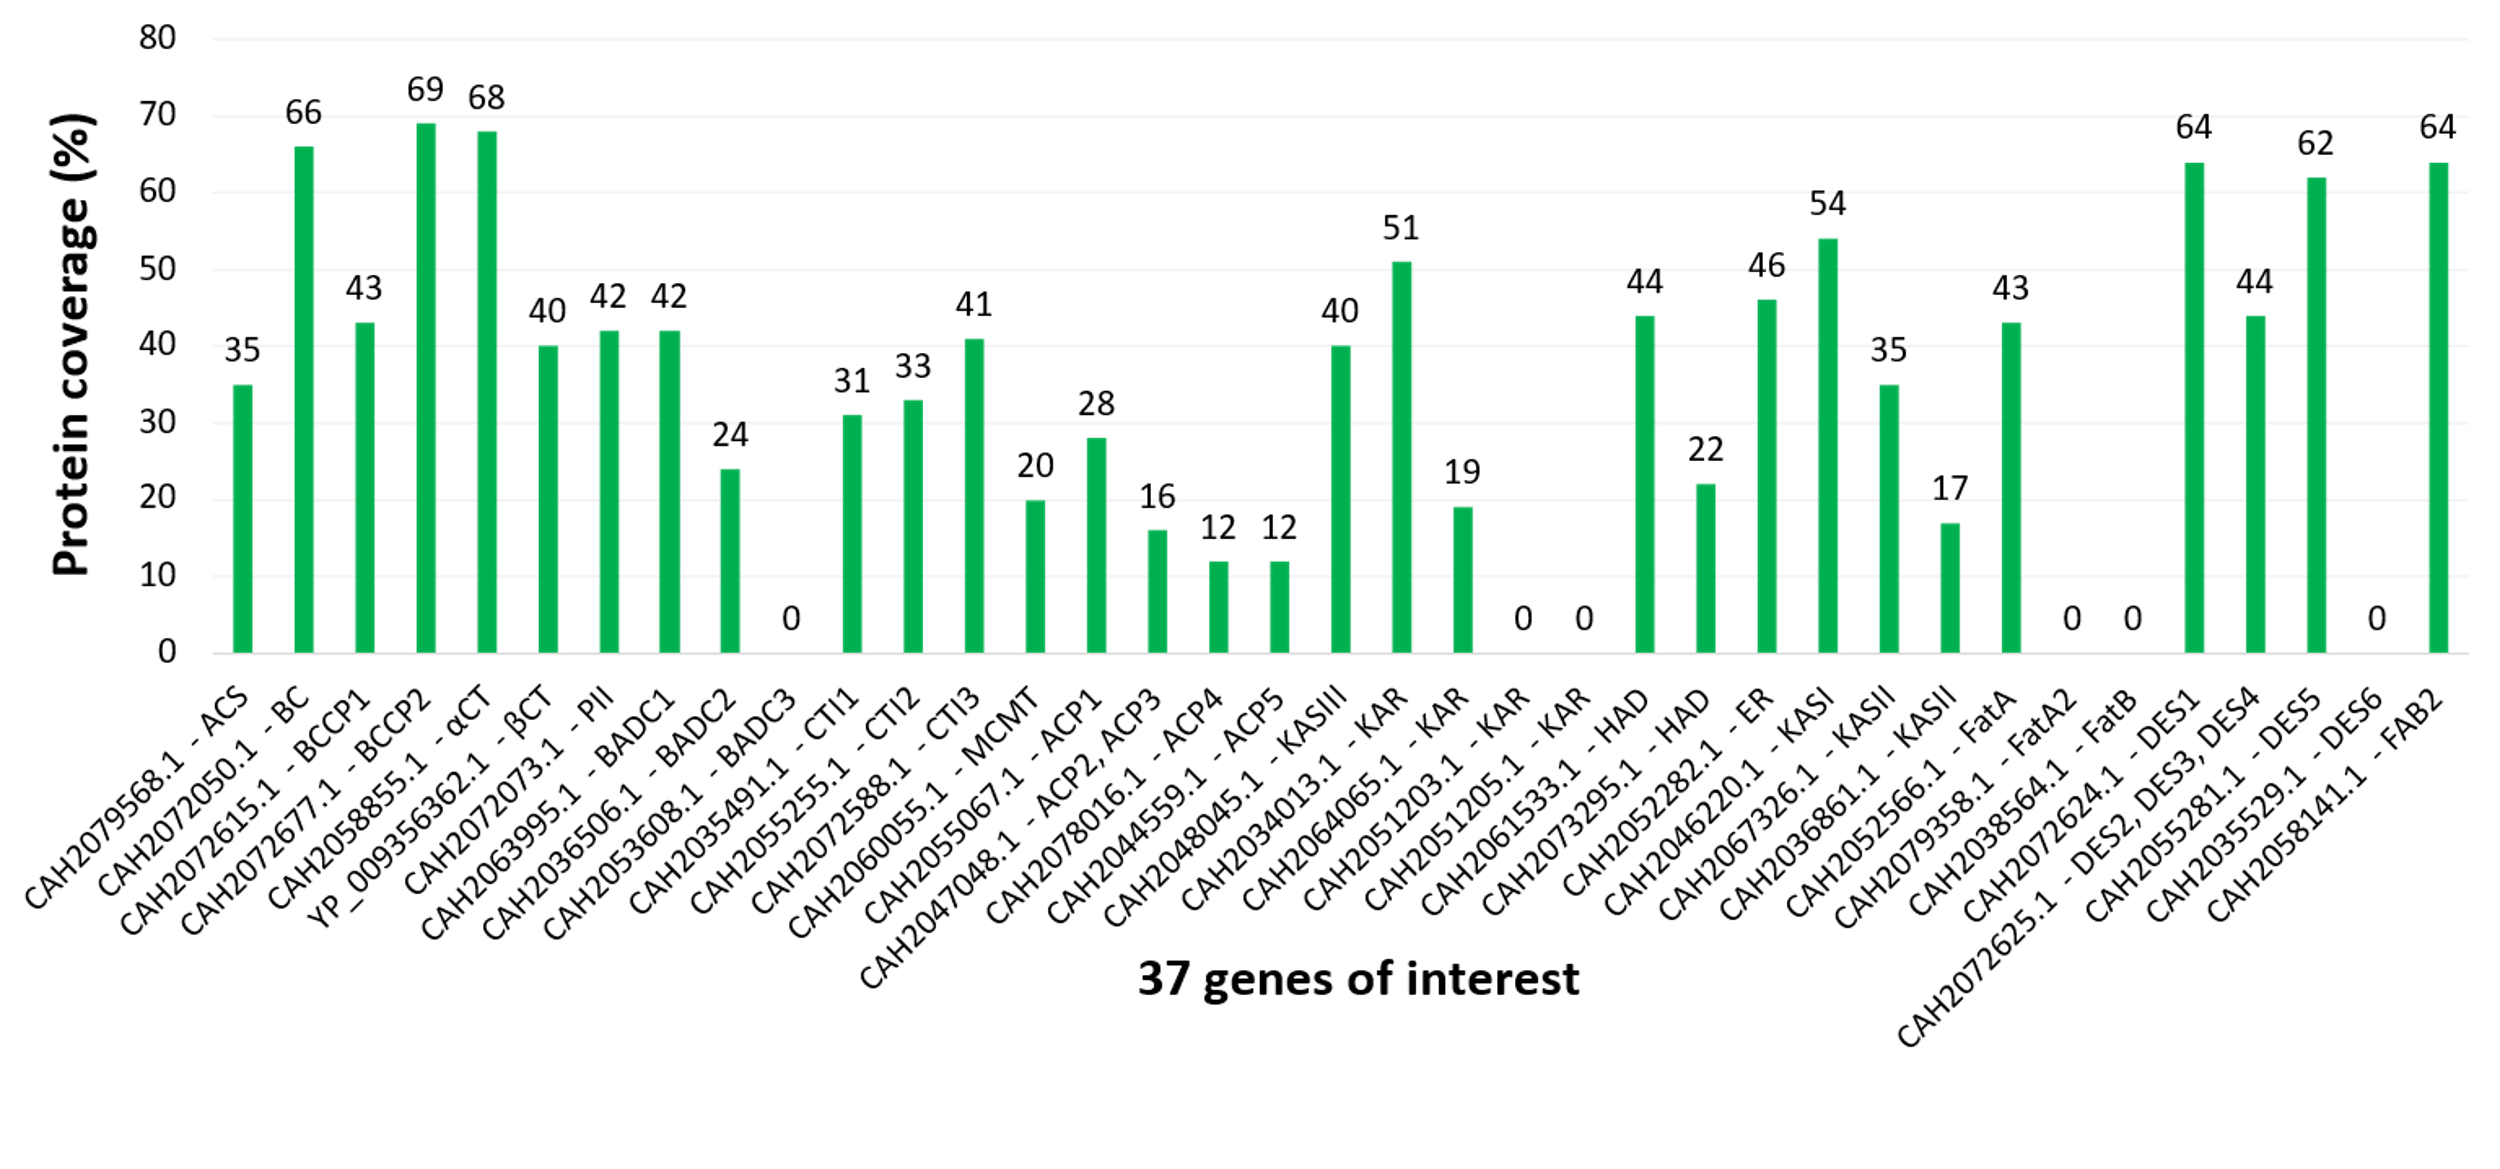 80
70
60
50
40
30
20
10
0
Protein coverage (%)
35
66
43
69
68
40
42
42
24
0
31
33
41
20
28
16
12
12
40
51
19
0
0
44
22
46
54
35
17
43
0
0
64
44
62
0
64
CAH2079568.1 - ACS
CAH2072050.1 - BC
CAH2072615.1 - BCCP1
CAH2072677.1 - BCCP2
CAH2058855.1 - αCT
YP_009356362.1 - βCT
CAH2072073.1 - PII
CAH2063995.1 - BADC1
CAH2036506.1 - BADC2
CAH2053608.1 - BADC3
CAH2035491.1 - CTI1
CAH2055255.1 - CTI2
CAH2072588.1 - CTI3
CAH2060055.1 - MCMT
CAH2055067.1 - ACP1
CAH2047048.1 - ACP2, ACP3
CAH2078016.1 - ACP4
CAH2044559.1 - ACP5
CAH2048045.1 - KASIII
CAH2034013.1 - KAR
CAH2064065.1 - KAR
CAH2051203.1 - KAR
CAH2051205.1 - KAR
CAH2061533.1 - HAD
CAH2073295.1 - HAD
CAH2052282.1 - ER
CAH2046220.1 - KASI
CAH2067326.1 - KASII
CAH2036861.1 - KASII
CAH2052566.1 - FatA
CAH2079358.1 - FatA2
CAH2038564.1 - FatB
CAH2072624.1 - DES1
CAH2072625.1 - DES2, DES3, DES4
CAH2055281.1 - DES5
CAH2035529.1 - DES6
CAH2058141.1 - FAB2
37 genes of interest